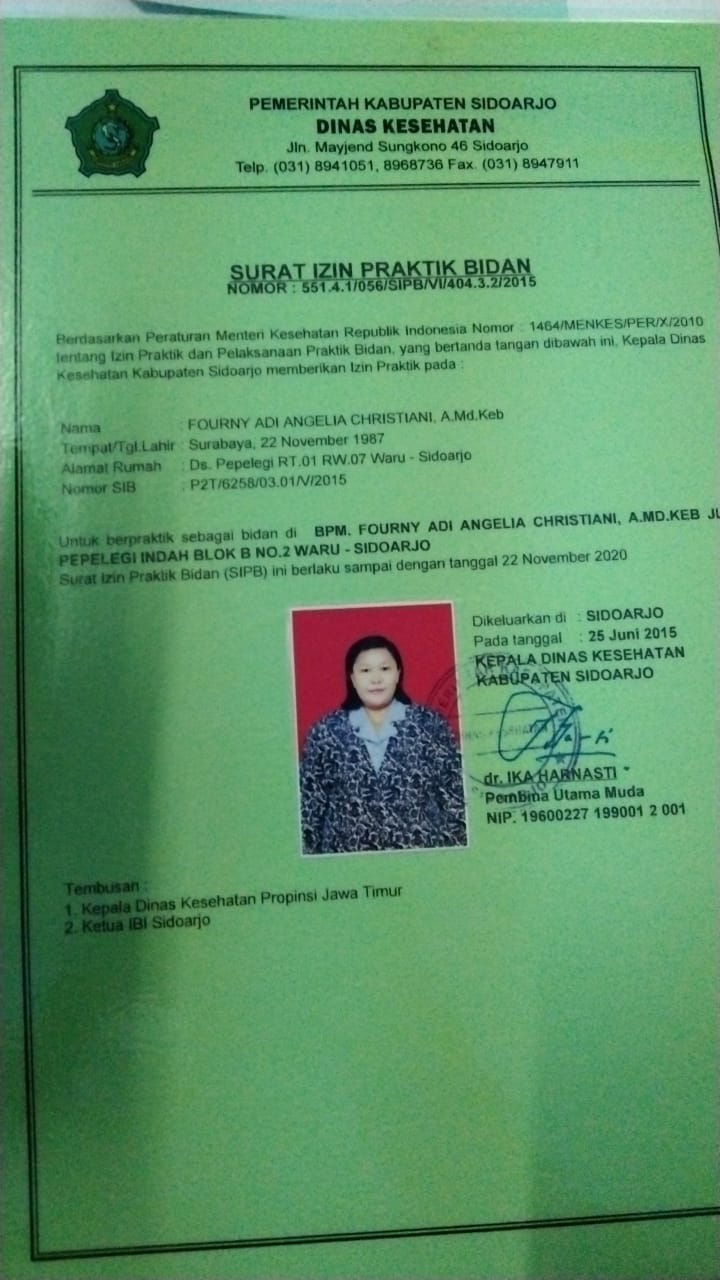 PEMERINTAH KABUPATEN SIDOARJO
DINAS KESEHATAN
Jln. Mayjend Sungkono 46 Sidoarjo
Telp. (031) 8941051, 8968736 Fax. (031) 8947911
SURAT IZIN PRAKTIK BIDAN
NOMOR : 551.4.1/056/SIPB/VI/404.3.2/2015
Berdasarkan Peraturan Menteri Kesehatan Republik Indonesia Nomor : 1464/MENKES/PER/X/2010
tentang Izin Praktik dan Pelaksanaan Praktik Bidan, yang bertanda tangan dibawah ini, Kepala Dinas
Kesehatan Kabupaten Sidoarjo memberikan Izin Praktik pada :
Nama : FOURNY ADI ANGELIA CHRISTIANI, A.Md.Keb
Tempat/Tgl.Lahir : Surabaya, 22 November 1987
Alamat Rumah : Ds. Pepelegi RT.01 RW.07 Waru - Sidoarjo
Nomor SIB : P2T/6258/03.01/V/2015
Untuk berpraktik sebagai bidan di BPM. FOURNY ADI ANGELIA CHRISTIANI, A.MD.KEB JL
PEPELEGI INDAH BLOK B NO.2 WARU - SIDOARJO
Surat Izin Praktik Bidan (SIPB) ini berlaku sampai dengan tanggal 22 November 2020
Dikeluarkan di : SIDOARJO
Pada tanggal : 25 Juni 2015
KEPALA DINAS KESEHATAN
KABUPATEN SIDOARJO
dr. IKA HARNASTI
Pembina Utama Muda
NIP. 19600227 199001 2 001
Tembusan :
1. Kepala Dinas Kesehatan Propinsi Jawa Timur
2. Ketua IBI Sidoarjo